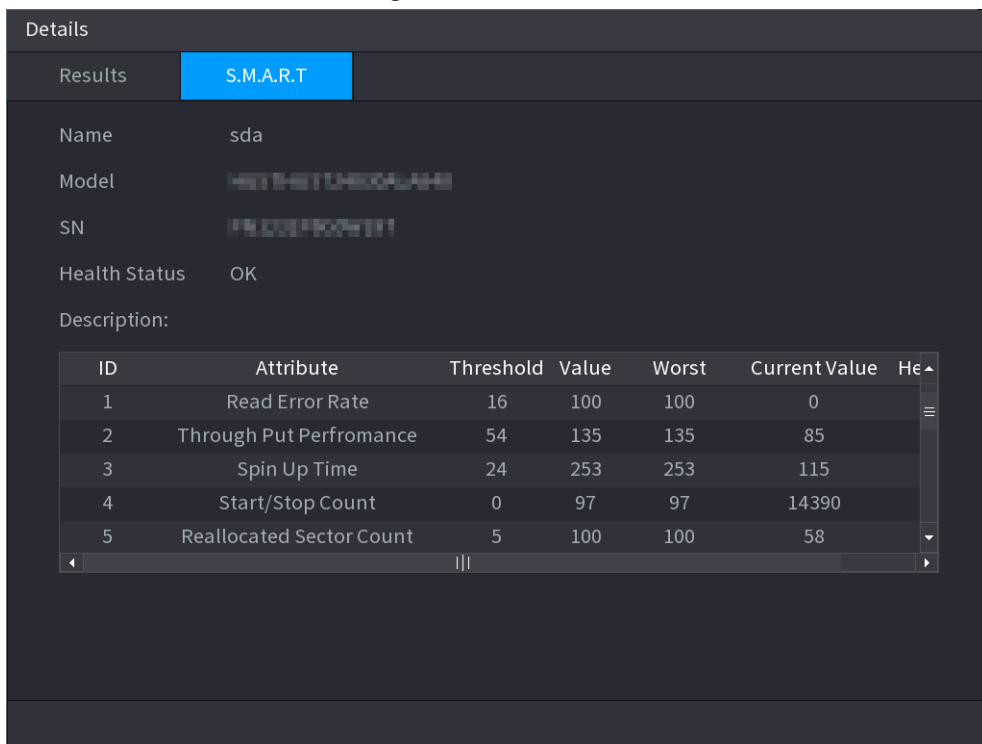 Details
Results S.M.A.R.T
Name sda
Model
SN
Health Status OK
Description:
ID Attribute Threshold Value Worst Current Value He
1 Read Error Rate 16 100 100 0
2 Through Put Perfromance 54 135 135 85
3 Spin Up Time 24 253 253 115
4 Start/Stop Count 0 97 97 14390
5 Reallocated Sector Count 5 100 100 58